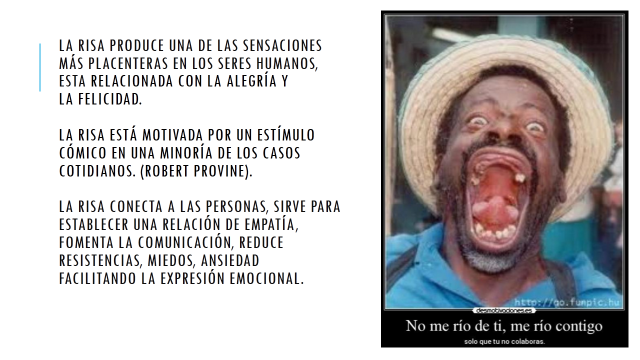 LA RISA PRODUCE UNA DE LAS SENSACIONES
MÁS PLACENTERAS EN LOS SERES HUMANOS,
ESTA RELACIONADA CON LA ALEGRÍA Y
LA FELICIDAD.
LA RISA ESTÁ MOTIVADA POR UN ESTÍMULO
CÓMICO EN UNA MINORÍA DE LOS CASOS
COTIDIANOS. (ROBERT PROVINE).
LA RISA CONECTA A LAS PERSONAS, SIRVE PARA
ESTABLECER UNA RELACIÓN DE EMPATÍA,
FOMENTA LA COMUNICACIÓN, REDUCE
RESISTENCIAS, MIEDOS, ANSIEDAD
FACILITANDO LA EXPRESIÓN EMOCIONAL.
http://go.funpic.hu
desmotivaciones.es
No me río de ti, me río contigo
solo que tu no colaboras.